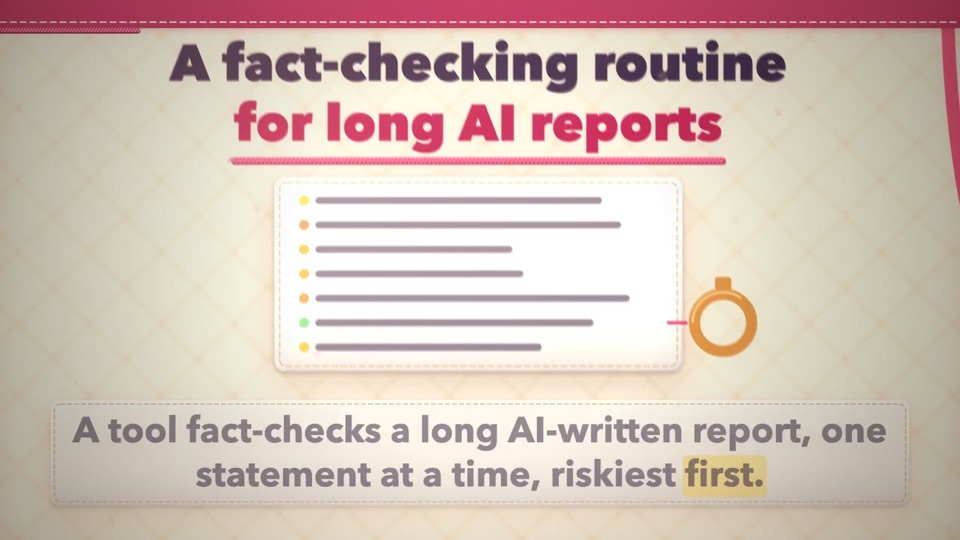 A fact-checking routine
for long AI reports
A tool fact-checks a long AI-written report, one
statement at a time, riskiest first.